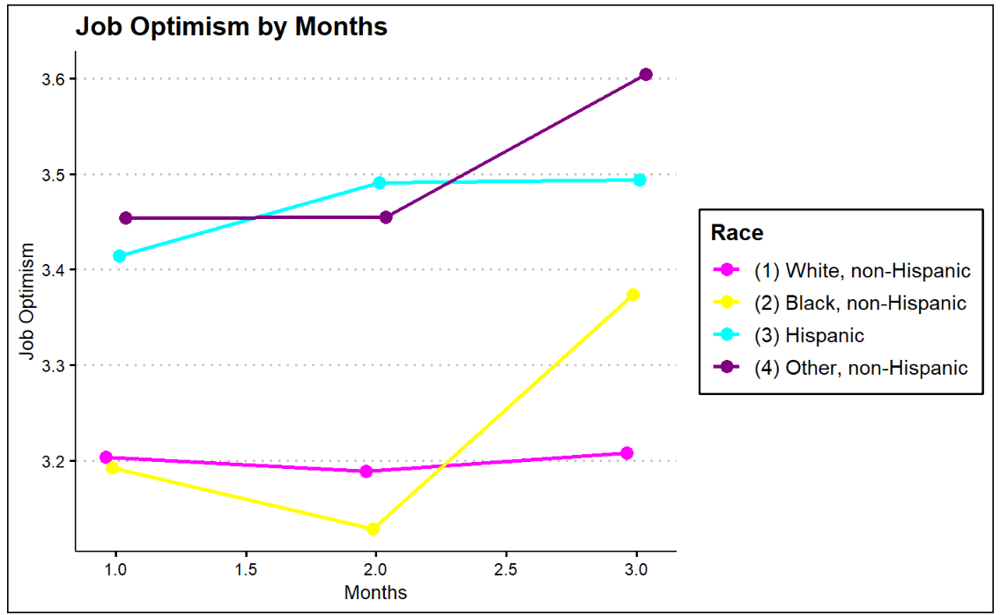 Job Optimism by Months
3.6
3.5
3.4
3.3
3.2
Job Optimism
1.0 1.5 2.0 2.5 3.0
Months
Race
(1) White, non-Hispanic
(2) Black, non-Hispanic
(3) Hispanic
(4) Other, non-Hispanic